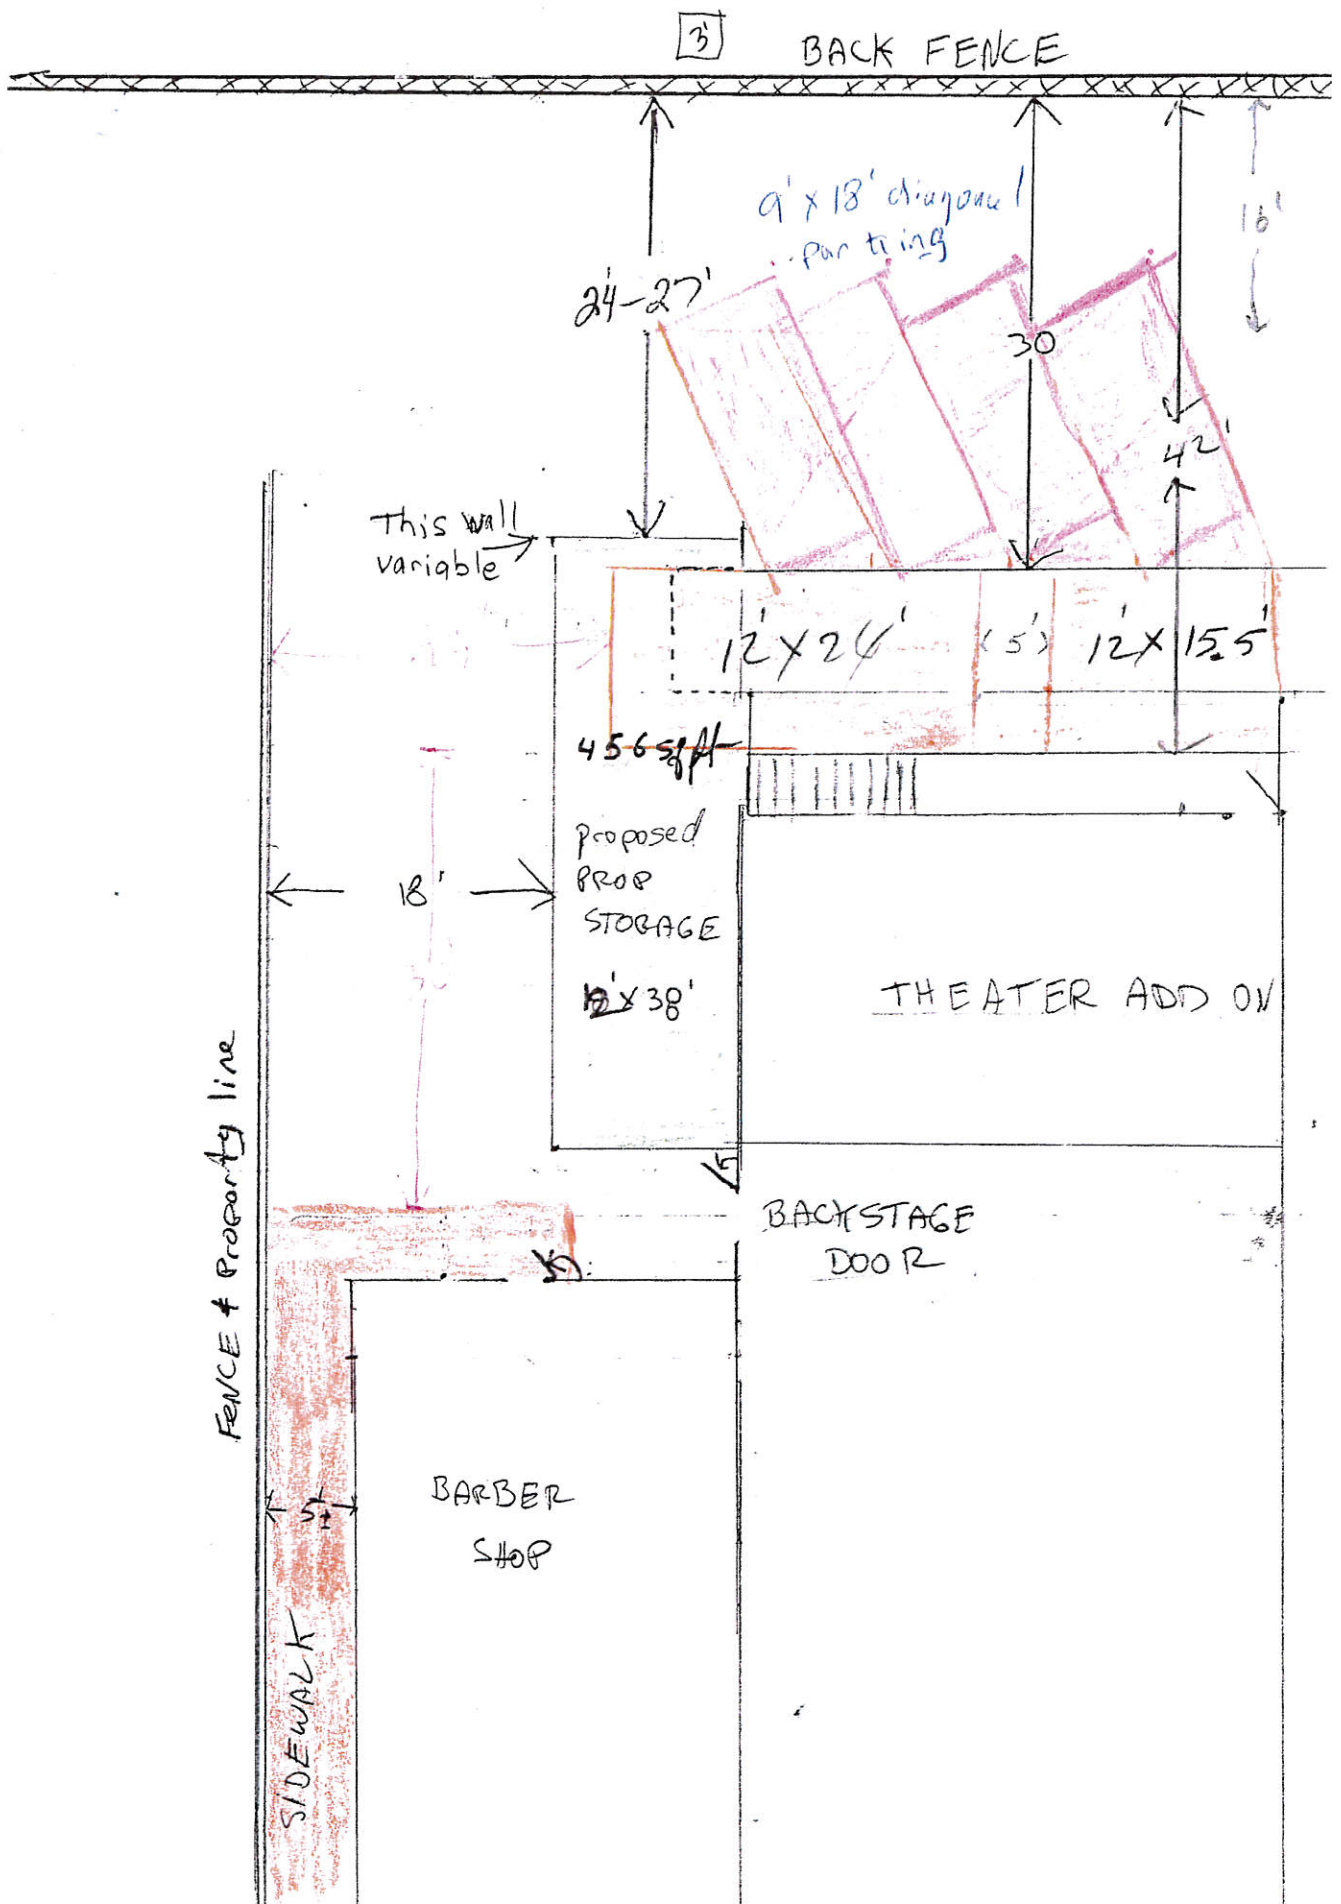 3'
BACK FENCE
16'
9' x 18' diagonal
parking
24-27'
30
42'
This wall
variable
12' X 24'
(5')
12' X 15.5'
456 sqft
proposed
PROP
STORAGE
12' x 38'
18'
THEATER ADD ON
FENCE & Property line
BACKSTAGE
DOOR
BARBER
SHOP
5'
SIDEWALK